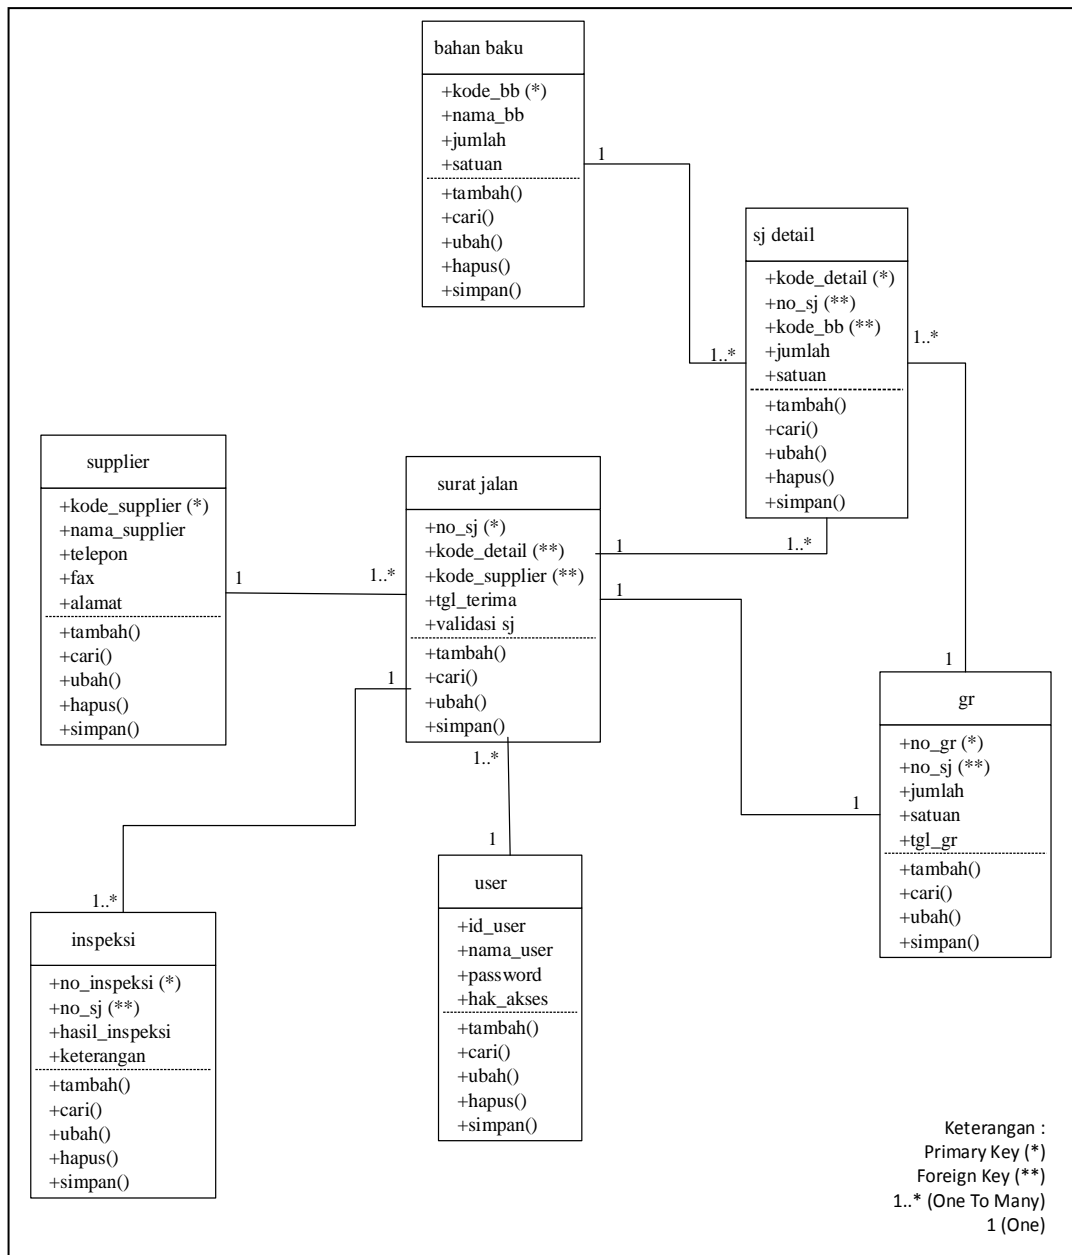 bahan baku
+kode_bb (*)
+nama_bb
+jumlah
+satuan
+tambah()
+cari()
+ubah()
+hapus()
+simpan()
1
1..*
sj detail
+kode_detail (*)
+no_sj (**)
+kode_bb (**)
+jumlah
+satuan
+tambah()
+cari()
+ubah()
+hapus()
+simpan()
1..*
1
supplier
+kode_supplier (*)
+nama_supplier
+telepon
+fax
+alamat
+tambah()
+cari()
+ubah()
+hapus()
+simpan()
1
1..*
surat jalan
+no_sj (*)
+kode_detail (**)
+kode_supplier (**)
+tgl_terima
+validasi sj
+tambah()
+cari()
+ubah()
+simpan()
1
1..*
1
1
1
1..*
1..*
1
gr
+no_gr (*)
+no_sj (**)
+jumlah
+satuan
+tgl_gr
+tambah()
+cari()
+ubah()
+simpan()
inspeksi
+no_inspeksi (*)
+no_sj (**)
+hasil_inspeksi
+keterangan
+tambah()
+cari()
+ubah()
+hapus()
+simpan()
user
+id_user
+nama_user
+password
+hak_akses
+tambah()
+cari()
+ubah()
+hapus()
+simpan()
Keterangan :
Primary Key (*)
Foreign Key (**)
1..* (One To Many)
1 (One)